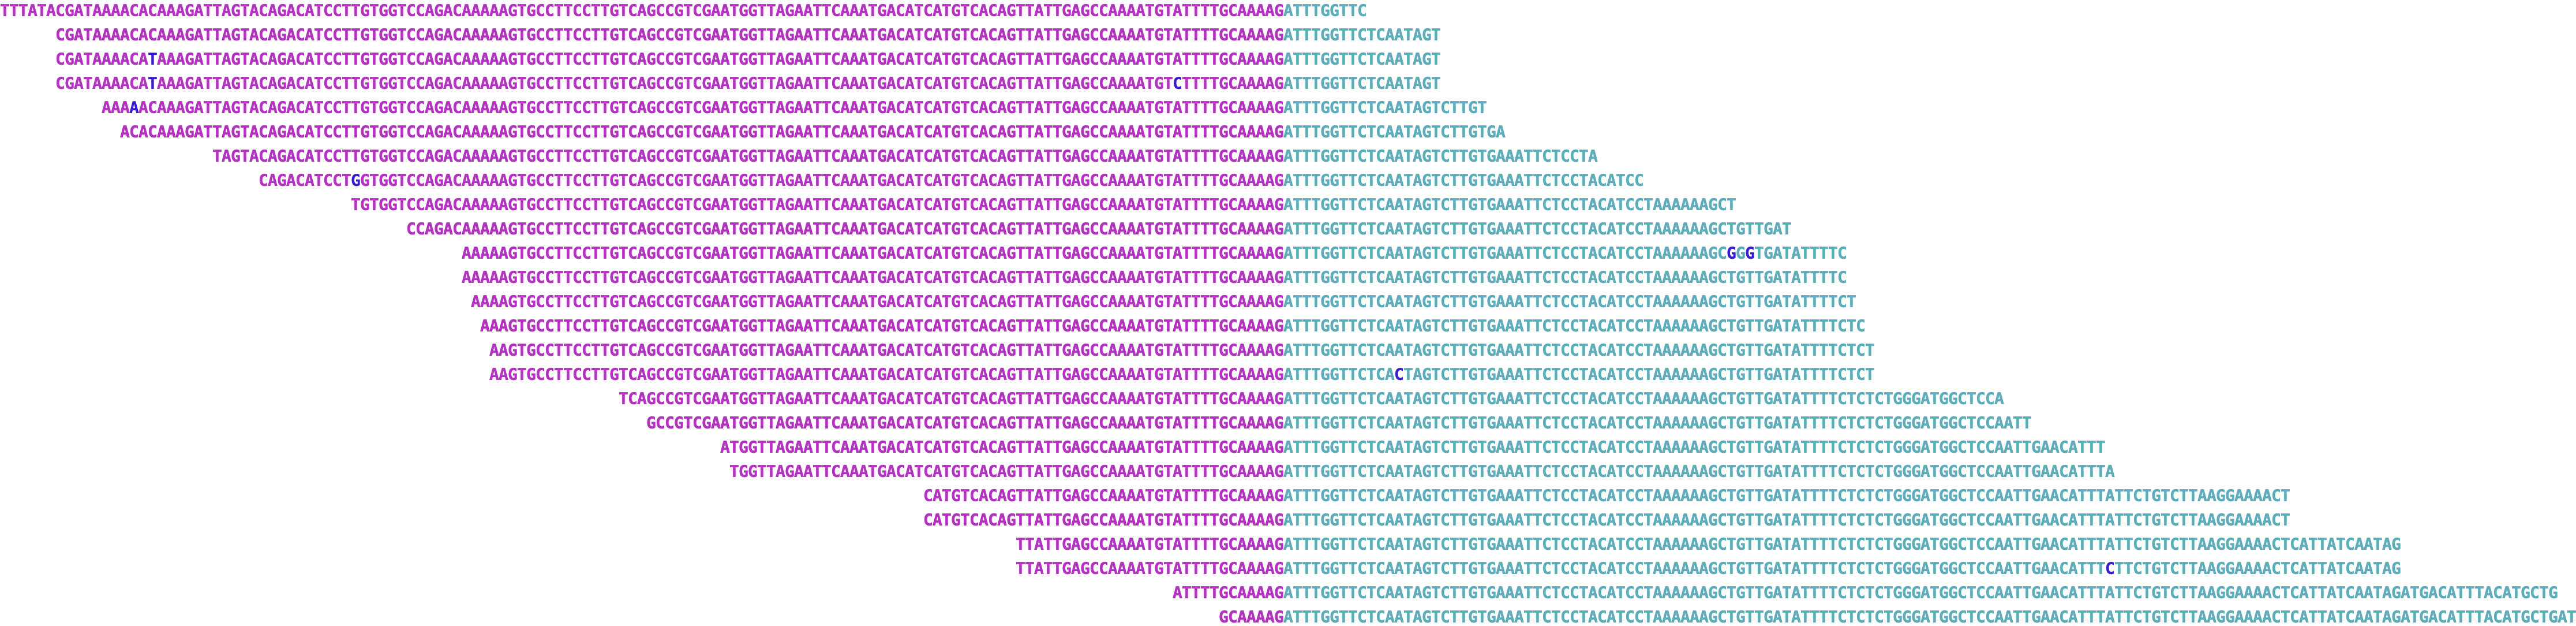 TTTATACGATAAAACACAAAGATTAGTACAGACATCCTTGTGGTCCAGACAAAAAGTGCCTTCCTTGTCAGCCGTCGAATGGTTAGAATTCAAATGACATCATGTCACAGTTATTGAGCCAAAATGTATTTTGCAAAAGATTTGGTTC
CGATAAAACACAAAGATTAGTACAGACATCCTTGTGGTCCAGACAAAAAGTGCCTTCCTTGTCAGCCGTCGAATGGTTAGAATTCAAATGACATCATGTCACAGTTATTGAGCCAAAATGTATTTTGCAAAAGATTTGGTTCTCAATAGT
CGATAAAACATAAAGATTAGTACAGACATCCTTGTGGTCCAGACAAAAAGTGCCTTCCTTGTCAGCCGTCGAATGGTTAGAATTCAAATGACATCATGTCACAGTTATTGAGCCAAAATGTATTTTGCAAAAGATTTGGTTCTCAATAGT
CGATAAAACATAAAGATTAGTACAGACATCCTTGTGGTCCAGACAAAAAGTGCCTTCCTTGTCAGCCGTCGAATGGTTAGAATTCAAATGACATCATGTCACAGTTATTGAGCCAAAATGTCTTTTGCAAAAGATTTGGTTCTCAATAGT
AAAAACAAAGATTAGTACAGACATCCTTGTGGTCCAGACAAAAAGTGCCTTCCTTGTCAGCCGTCGAATGGTTAGAATTCAAATGACATCATGTCACAGTTATTGAGCCAAAATGTATTTTGCAAAAGATTTGGTTCTCAATAGTCTTGT
ACACAAAGATTAGTACAGACATCCTTGTGGTCCAGACAAAAAGTGCCTTCCTTGTCAGCCGTCGAATGGTTAGAATTCAAATGACATCATGTCACAGTTATTGAGCCAAAATGTATTTTGCAAAAGATTTGGTTCTCAATAGTCTTGTGA
TAGTACAGACATCCTTGTGGTCCAGACAAAAAGTGCCTTCCTTGTCAGCCGTCGAATGGTTAGAATTCAAATGACATCATGTCACAGTTATTGAGCCAAAATGTATTTTGCAAAAGATTTGGTTCTCAATAGTCTTGTGAAATTCTCCTA
CAGACATCCTGGTGGTCCAGACAAAAAGTGCCTTCCTTGTCAGCCGTCGAATGGTTAGAATTCAAATGACATCATGTCACAGTTATTGAGCCAAAATGTATTTTGCAAAAGATTTGGTTCTCAATAGTCTTGTGAAATTCTCCTACATCC
TGTGGTCCAGACAAAAAGTGCCTTCCTTGTCAGCCGTCGAATGGTTAGAATTCAAATGACATCATGTCACAGTTATTGAGCCAAAATGTATTTTGCAAAAGATTTGGTTCTCAATAGTCTTGTGAAATTCTCCTACATCCTAAAAAAGCT
CCAGACAAAAAGTGCCTTCCTTGTCAGCCGTCGAATGGTTAGAATTCAAATGACATCATGTCACAGTTATTGAGCCAAAATGTATTTTGCAAAAGATTTGGTTCTCAATAGTCTTGTGAAATTCTCCTACATCCTAAAAAAGCTGTTGAT
AAAAAGTGCCTTCCTTGTCAGCCGTCGAATGGTTAGAATTCAAATGACATCATGTCACAGTTATTGAGCCAAAATGTATTTTGCAAAAGATTTGGTTCTCAATAGTCTTGTGAAATTCTCCTACATCCTAAAAAAGCGGGTGATATTTTC
AAAAAGTGCCTTCCTTGTCAGCCGTCGAATGGTTAGAATTCAAATGACATCATGTCACAGTTATTGAGCCAAAATGTATTTTGCAAAAGATTTGGTTCTCAATAGTCTTGTGAAATTCTCCTACATCCTAAAAAAGCTGTTGATATTTTC
AAAAGTGCCTTCCTTGTCAGCCGTCGAATGGTTAGAATTCAAATGACATCATGTCACAGTTATTGAGCCAAAATGTATTTTGCAAAAGATTTGGTTCTCAATAGTCTTGTGAAATTCTCCTACATCCTAAAAAAGCTGTTGATATTTTCT
AAAGTGCCTTCCTTGTCAGCCGTCGAATGGTTAGAATTCAAATGACATCATGTCACAGTTATTGAGCCAAAATGTATTTTGCAAAAGATTTGGTTCTCAATAGTCTTGTGAAATTCTCCTACATCCTAAAAAAGCTGTTGATATTTTCTC
AAGTGCCTTCCTTGTCAGCCGTCGAATGGTTAGAATTCAAATGACATCATGTCACAGTTATTGAGCCAAAATGTATTTTGCAAAAGATTTGGTTCTCAATAGTCTTGTGAAATTCTCCTACATCCTAAAAAAGCTGTTGATATTTTCTCT
AAGTGCCTTCCTTGTCAGCCGTCGAATGGTTAGAATTCAAATGACATCATGTCACAGTTATTGAGCCAAAATGTATTTTGCAAAAGATTTGGTTCTCACTAGTCTTGTGAAATTCTCCTACATCCTAAAAAAGCTGTTGATATTTTCTCT
TCAGCCGTCGAATGGTTAGAATTCAAATGACATCATGTCACAGTTATTGAGCCAAAATGTATTTTGCAAAAGATTTGGTTCTCAATAGTCTTGTGAAATTCTCCTACATCCTAAAAAAGCTGTTGATATTTTCTCTCTGGGATGGCTCCA
GCCGTCGAATGGTTAGAATTCAAATGACATCATGTCACAGTTATTGAGCCAAAATGTATTTTGCAAAAGATTTGGTTCTCAATAGTCTTGTGAAATTCTCCTACATCCTAAAAAAGCTGTTGATATTTTCTCTCTGGGATGGCTCCAATT
ATGGTTAGAATTCAAATGACATCATGTCACAGTTATTGAGCCAAAATGTATTTTGCAAAAGATTTGGTTCTCAATAGTCTTGTGAAATTCTCCTACATCCTAAAAAAGCTGTTGATATTTTCTCTCTGGGATGGCTCCAATTGAACATTT
TGGTTAGAATTCAAATGACATCATGTCACAGTTATTGAGCCAAAATGTATTTTGCAAAAGATTTGGTTCTCAATAGTCTTGTGAAATTCTCCTACATCCTAAAAAAGCTGTTGATATTTTCTCTCTGGGATGGCTCCAATTGAACATTTA
CATGTCACAGTTATTGAGCCAAAATGTATTTTGCAAAAGATTTGGTTCTCAATAGTCTTGTGAAATTCTCCTACATCCTAAAAAAGCTGTTGATATTTTCTCTCTGGGATGGCTCCAATTGAACATTTATTCTGTCTTAAGGAAAACT
CATGTCACAGTTATTGAGCCAAAATGTATTTTGCAAAAGATTTGGTTCTCAATAGTCTTGTGAAATTCTCCTACATCCTAAAAAAGCTGTTGATATTTTCTCTCTGGGATGGCTCCAATTGAACATTTATTCTGTCTTAAGGAAAACT
TTATTGAGCCAAAATGTATTTTGCAAAAGATTTGGTTCTCAATAGTCTTGTGAAATTCTCCTACATCCTAAAAAAGCTGTTGATATTTTCTCTCTGGGATGGCTCCAATTGAACATTTATTCTGTCTTAAGGAAAACTCATTATCAATAG
TTATTGAGCCAAAATGTATTTTGCAAAAGATTTGGTTCTCAATAGTCTTGTGAAATTCTCCTACATCCTAAAAAAGCTGTTGATATTTTCTCTCTGGGATGGCTCCAATTGAACATTTCTTCTGTCTTAAGGAAAACTCATTATCAATAG
ATTTTGCAAAAGATTTGGTTCTCAATAGTCTTGTGAAATTCTCCTACATCCTAAAAAAGCTGTTGATATTTTCTCTCTGGGATGGCTCCAATTGAACATTTATTCTGTCTTAAGGAAAACTCATTATCAATAGATGACATTTACATGCTG
GCAAAAGATTTGGTTCTCAATAGTCTTGTGAAATTCTCCTACATCCTAAAAAAGCTGTTGATATTTTCTCTCTGGGATGGCTCCAATTGAACATTTATTCTGTCTTAAGGAAAACTCATTATCAATAGATGACATTTACATGCTGAT